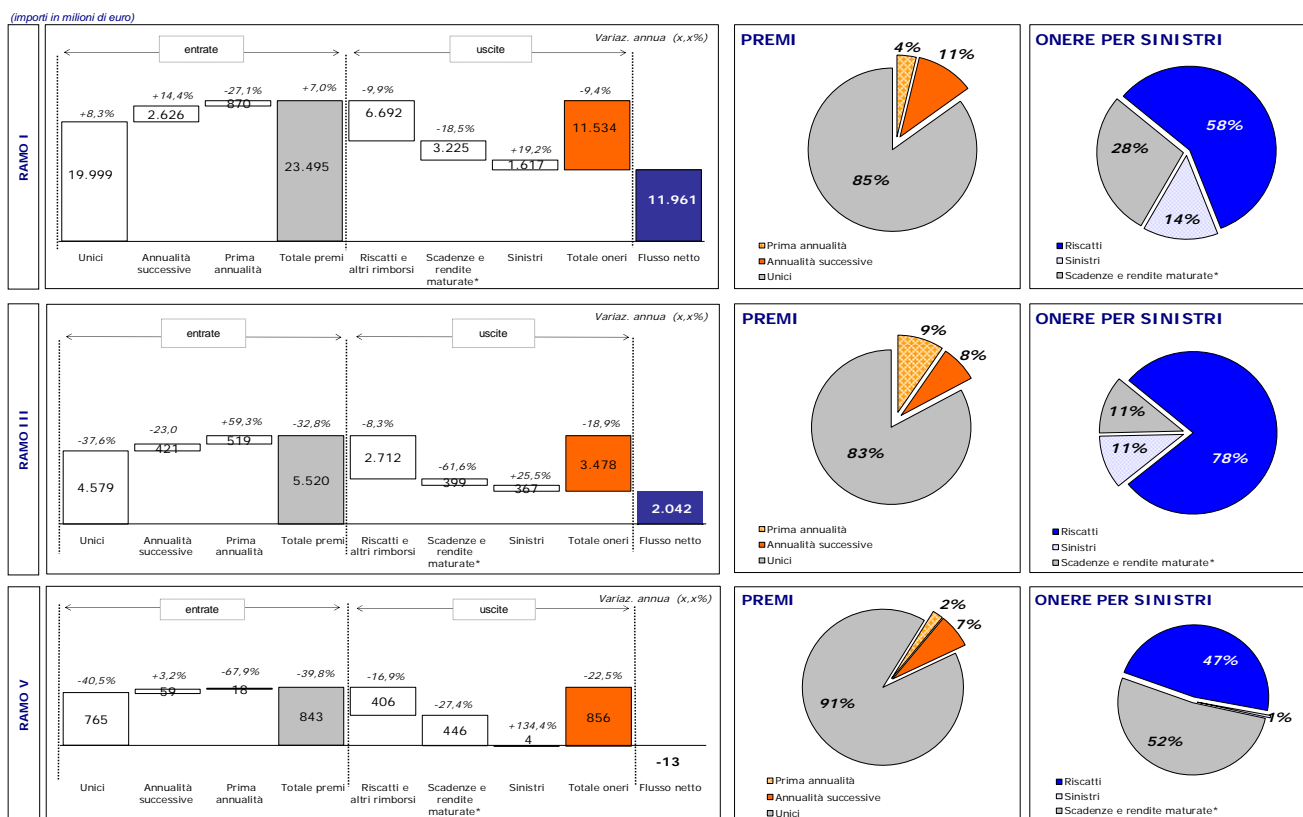 (importi in milioni di euro)
RAMO I
Variaz. annua (x,x%)
entrate
uscite
+8,3%
+14,4%
-27,1%
+7,0%
-9,9%
-18,5%
+19,2%
-9,4%
19.999
2.626
870
23.495
6.692
3.225
1.617
11.534
11.961
Unici
Annualità
successive
Prima
annualità
Totale premi
Riscatti e
altri rimborsi
Scadenze e
rendite
maturate*
Sinistri
Totale oneri
Flusso netto
PREMI
4%
11%
85%
Prima annualità
Annualità successive
Unici
ONERE PER SINISTRI
58%
28%
14%
Riscatti
Sinistri
Scadenze e rendite maturate*
RAMO III
Variaz. annua (x,x%)
entrate
uscite
-37,6%
-23,0
+59,3%
-32,8%
-8,3%
-61,6%
+25,5%
-18,9%
4.579
421
519
5.520
2.712
399
367
3.478
2.042
Unici
Annualità
successive
Prima
annualità
Totale premi
Riscatti e
altri rimborsi
Scadenze e
rendite
maturate*
Sinistri
Totale oneri
Flusso netto
PREMI
9%
8%
83%
Prima annualità
Annualità successive
Unici
ONERE PER SINISTRI
11%
11%
78%
Riscatti
Sinistri
Scadenze e rendite maturate*
RAMO V
Variaz. annua (x,x%)
entrate
uscite
-40,5%
+3,2%
-67,9%
-39,8%
-16,9%
-27,4%
+134,4%
-22,5%
765
59
18
843
406
446
4
856
-13
Unici
Annualità
successive
Prima
annualità
Totale premi
Riscatti e
altri rimborsi
Scadenze e
rendite
maturate*
Sinistri
Totale oneri
Flusso netto
PREMI
2%
7%
91%
Prima annualità
Annualità successive
Unici
ONERE PER SINISTRI
47%
1%
52%
Riscatti
Sinistri
Scadenze e rendite maturate*